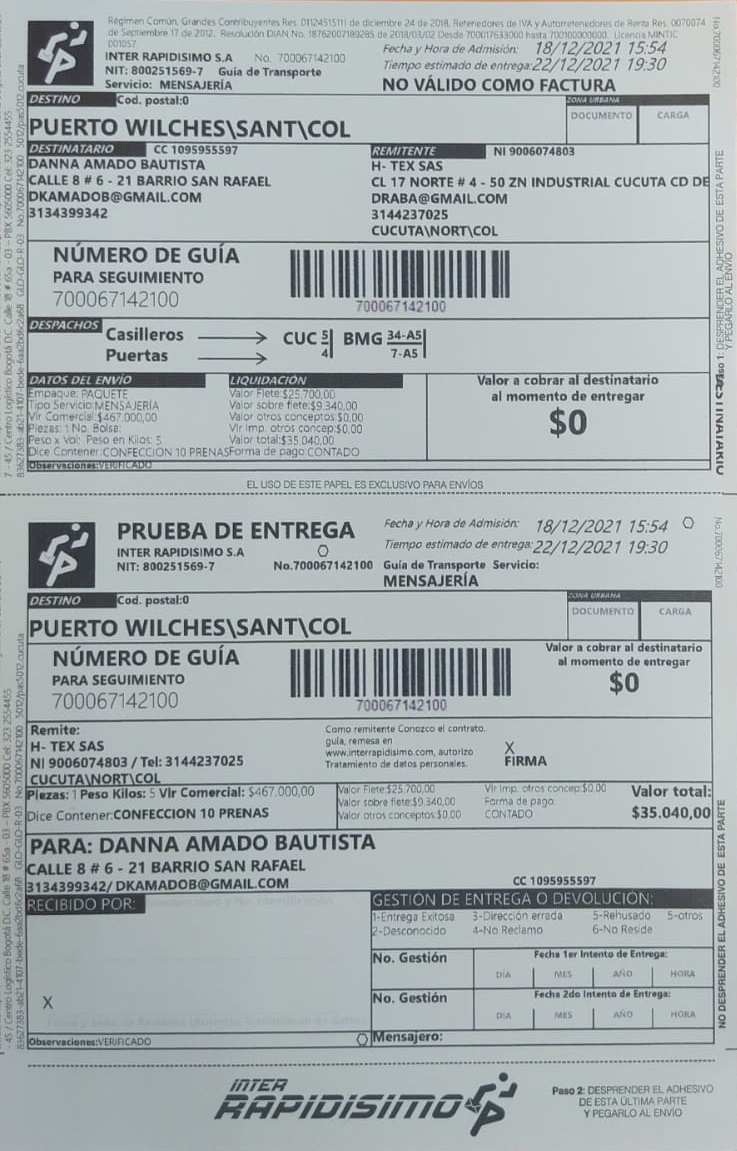 Régimen Común, Grandes Contribuyentes Res. 01124515111 de diciembre 24 de 2018, Retenedores de IVA y Autorretenedores de Renta Res. 0070074
de Septiembre 17 de 2012. Resolución DIAN No. 18762007180285 de 2018/03/02 Desde 700017633000 hasta 700100000000. Licencia MINTIC
001057
INTER RAPIDISIMO S.A No. 700067142100
NIT: 800251569-7 Guía de Transporte
Servicio: MENSAJERÍA
Fecha y Hora de Admisión: 18/12/2021 15:54
Tiempo estimado de entrega: 22/12/2021 19:30
NO VÁLIDO COMO FACTURA
DESTINO Cod. postal:0
ZONA URBANA
DOCUMENTO CARGA
PUERTO WILCHES\SANT\COL
DESTINATARIO CC 1095955597
DANNA AMADO BAUTISTA
CALLE 8 # 6 - 21 BARRIO SAN RAFAEL
DKAMADOB@GMAIL.COM
3134399342
REMITENTE NI 9006074803
H- TEX SAS
CL 17 NORTE # 4 - 50 ZN INDUSTRIAL CUCUTA CD DE
DRABA@GMAIL.COM
3144237025
CUCUTA\NORT\COL
NÚMERO DE GUÍA
PARA SEGUIMIENTO
700067142100
700067142100
DESPACHOS
Casilleros CUC 5 BMG 34-A5
Puertas 4 7-A5
DATOS DEL ENVÍO
Empaque: PAQUETE
Tipo Servicio:MENSAJERÍA
Vlr Comercial:$467.000,00
Piezas: 1 No. Bolsa:
Peso x Vol: Peso en Kilos: 5
Dice Contener:CONFECCION 10 PRENAS
LIQUIDACIÓN
Valor Flete:$25.700,00
Valor sobre flete:$9.340,00
Valor otros conceptos:$0,00
Vlr Imp. otros concep:$0,00
Valor total:$35.040,00
Forma de pago:CONTADO
Valor a cobrar al destinatario
al momento de entregar
$0
Observaciones:VERIFICADO
EL USO DE ESTE PAPEL ES EXCLUSIVO PARA ENVÍOS
No.700067142100
Paso 1: DESPRENDER EL ADHESIVO DE ESTA PARTE
Y PEGARLO AL ENVÍO
DESTINATARIO
PRUEBA DE ENTREGA
INTER RAPIDISIMO S.A
NIT: 800251569-7 No.700067142100
Fecha y Hora de Admisión: 18/12/2021 15:54
Tiempo estimado de entrega: 22/12/2021 19:30
Guía de Transporte Servicio:
MENSAJERÍA
DESTINO Cod. postal:0
ZONA URBANA
DOCUMENTO CARGA
PUERTO WILCHES\SANT\COL
NÚMERO DE GUÍA
PARA SEGUIMIENTO
700067142100
700067142100
Valor a cobrar al destinatario
al momento de entregar
$0
Remite:
H- TEX SAS
NI 9006074803 / Tel: 3144237025
CUCUTA\NORT\COL
Como remitente Conozco el contrato,
guía, remesa en
www.interrapidisimo.com, autorizo
Tratamiento de datos personales.
X
FIRMA
Piezas: 1 Peso Kilos: 5 Vlr Comercial: $467.000,00
Dice Contener:CONFECCION 10 PRENAS
Valor Flete:$25.700,00
Valor sobre flete:$9.340,00
Valor otros conceptos:$0,00
Vlr Imp. otros concep:$0,00
Forma de pago:
CONTADO
Valor total:
$35.040,00
PARA: DANNA AMADO BAUTISTA
CALLE 8 # 6 - 21 BARRIO SAN RAFAEL
3134399342/ DKAMADOB@GMAIL.COM CC 1095955597
RECIBIDO POR:
X
GESTIÓN DE ENTREGA O DEVOLUCIÓN:
1-Entrega Exitosa 3-Dirección errada 5-Rehusado 5-otros
2-Desconocido 4-No Reclamo 6-No Reside
No. Gestión Fecha 1er Intento de Entrega:
DÍA MES AÑO HORA
No. Gestión Fecha 2do Intento de Entrega:
DÍA MES AÑO HORA
Observaciones:VERIFICADO
Mensajero:
No.700067142100
NO DESPRENDER EL ADHESIVO DE ESTA PARTE
INTER
RAPIDISIMO
Paso 2: DESPRENDER EL ADHESIVO
DE ESTA ÚLTIMA PARTE
Y PEGARLO AL ENVÍO